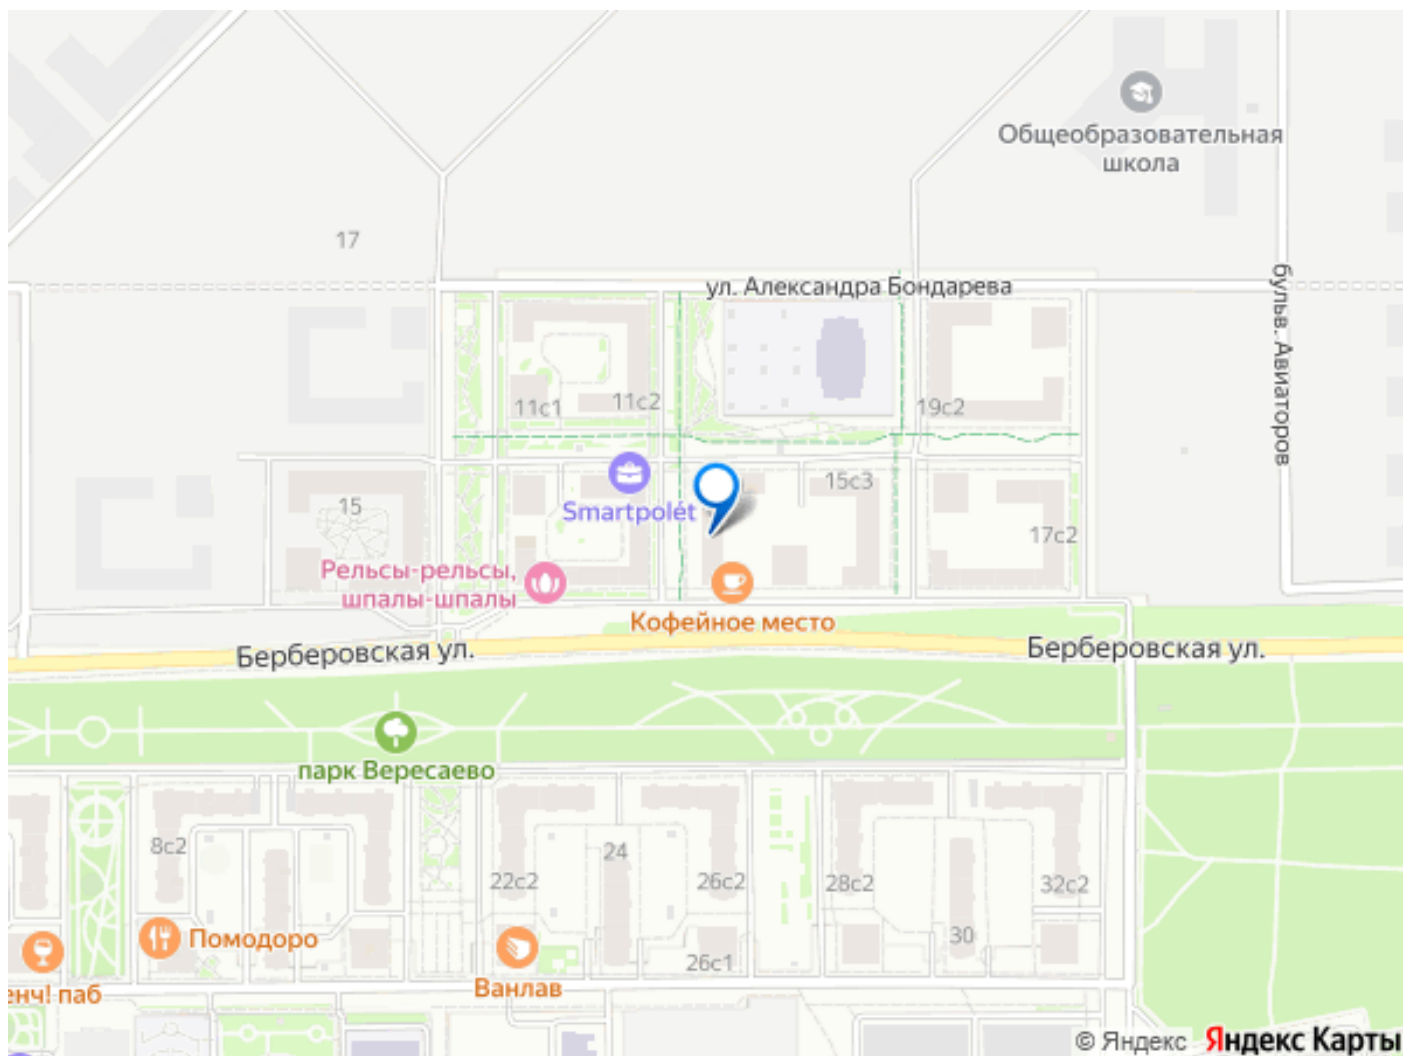 Общеобразовательная
школа
17
ул. Александра Бондарева
бульв. Авиаторов
11с1
11с2
19с2
15с3
15
Smartpolét
17с2
Рельсы-рельсы,
шпалы-шпалы
Кофейное место
Берберовская ул.
Берберовская ул.
парк Вересаево
8с2
24
22с2
26с2
28с2
32с2
Помодоро
30
26с1
Ванлав
енч! паб
© Яндекс Яндекс Карты